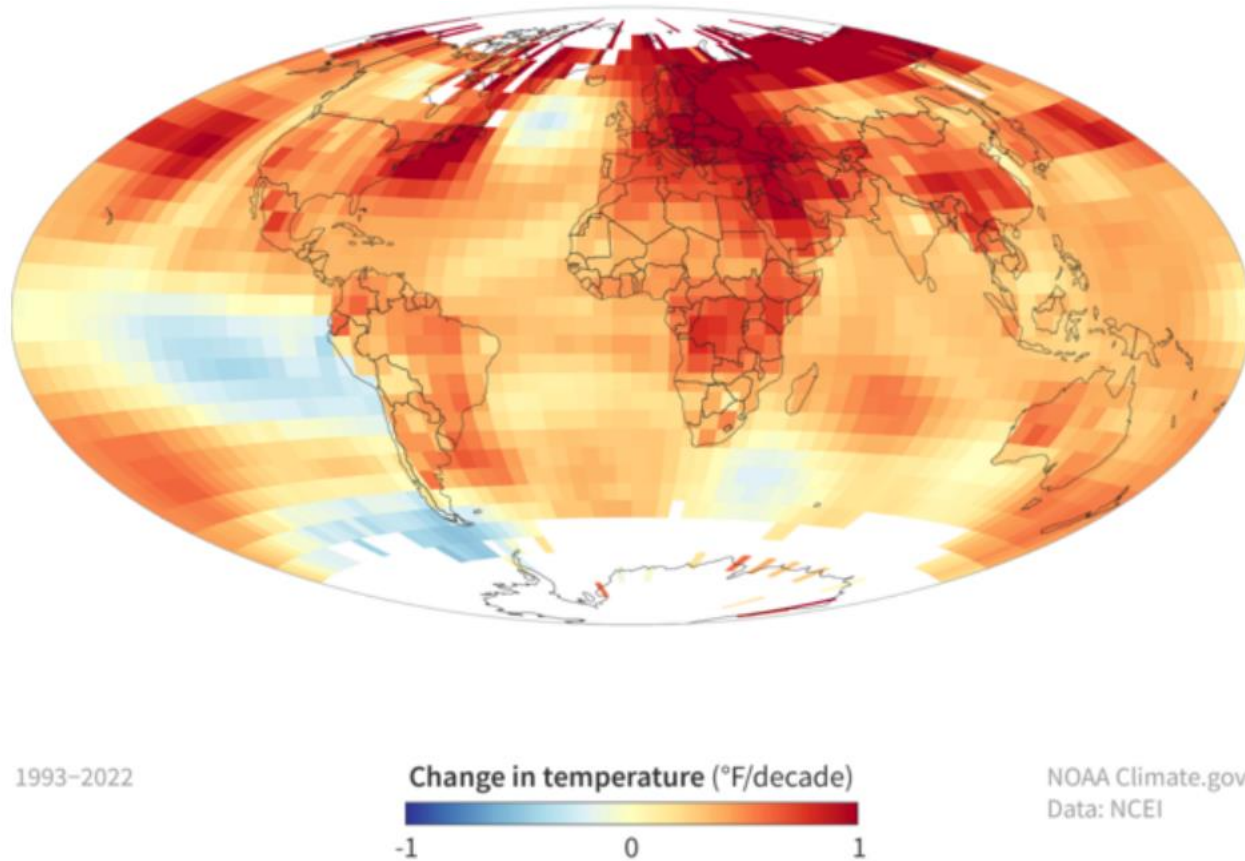 1993–2022
Change in temperature (°F/decade)
-1 0 1
NOAA Climate.gov
Data: NCEI